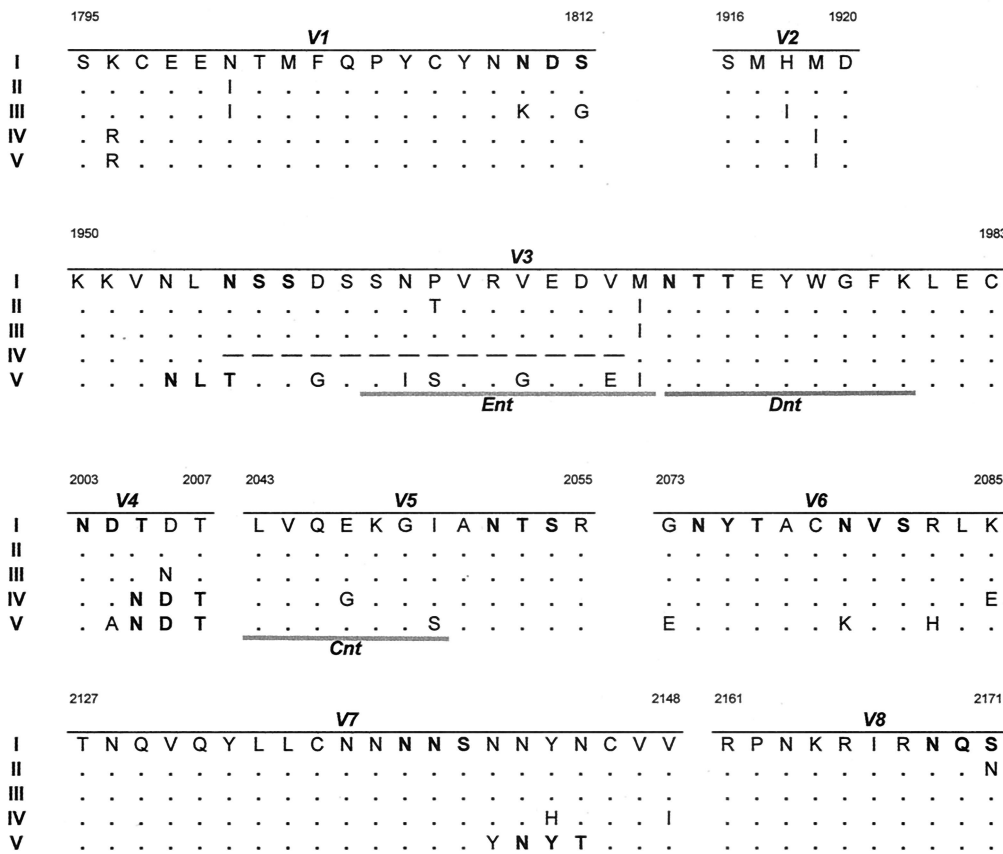 1795 1812 1916 1920
V1 V2
I S K C E E N T M F Q P Y C Y N N D S S M H M D
II . . . . . I . . . . . . . . . . . . . . . . .
III . . . . . I . . . . . . . . . K . G . . I . .
IV . R . . . . . . . . . . . . . . . . . . . I .
V . R . . . . . . . . . . . . . . . . . . . I .
1950 1983
V3
I K K V N L N S S D S S N P V R V E D V M N T T E Y W G F K L E C
II . . . . . . . . . . . . T . . . . . . I . . . . . . . . . . . .
III . . . . . . . . . . . . . . . . . . . I . . . . . . . . . . . .
IV . . . . . — — — — — — — — — — — — — — . . . . . . . . . . . . .
V . . . N L T . . G . . I S . . G . . E I . . . . . . . . . . . .
Ent Dnt
2003 2007 2043 2055 2073 2085
V4 V5 V6
I N D T D T L V Q E K G I A N T S R G N Y T A C N V S R L K
II . . . . . . . . . . . . . . . . . . . . . . . . . . . . .
III . . . N . . . . . . . . . . . . . . . . . . . . . . . . .
IV . . N D T . . . G . . . . . . . . . . . . . . . . . . . E
V . A N D T . . . . . . S . . . . . E . . . . . K . . H . .
Cnt
2127 2148 2161 2171
V7 V8
I T N Q V Q Y L L C N N N N S N N Y N C V V R P N K R I R N Q S
II . . . . . . . . . . . . . . . . . . . . . . . . . . . . . . N
III . . . . . . . . . . . . . . . . . . . . . . . . . . . . . . .
IV . . . . . . . . . . . . . . . . H . . . I . . . . . . . . . .
V . . . . . . . . . . . . . . Y N Y T . . . . . . . . . . . . .